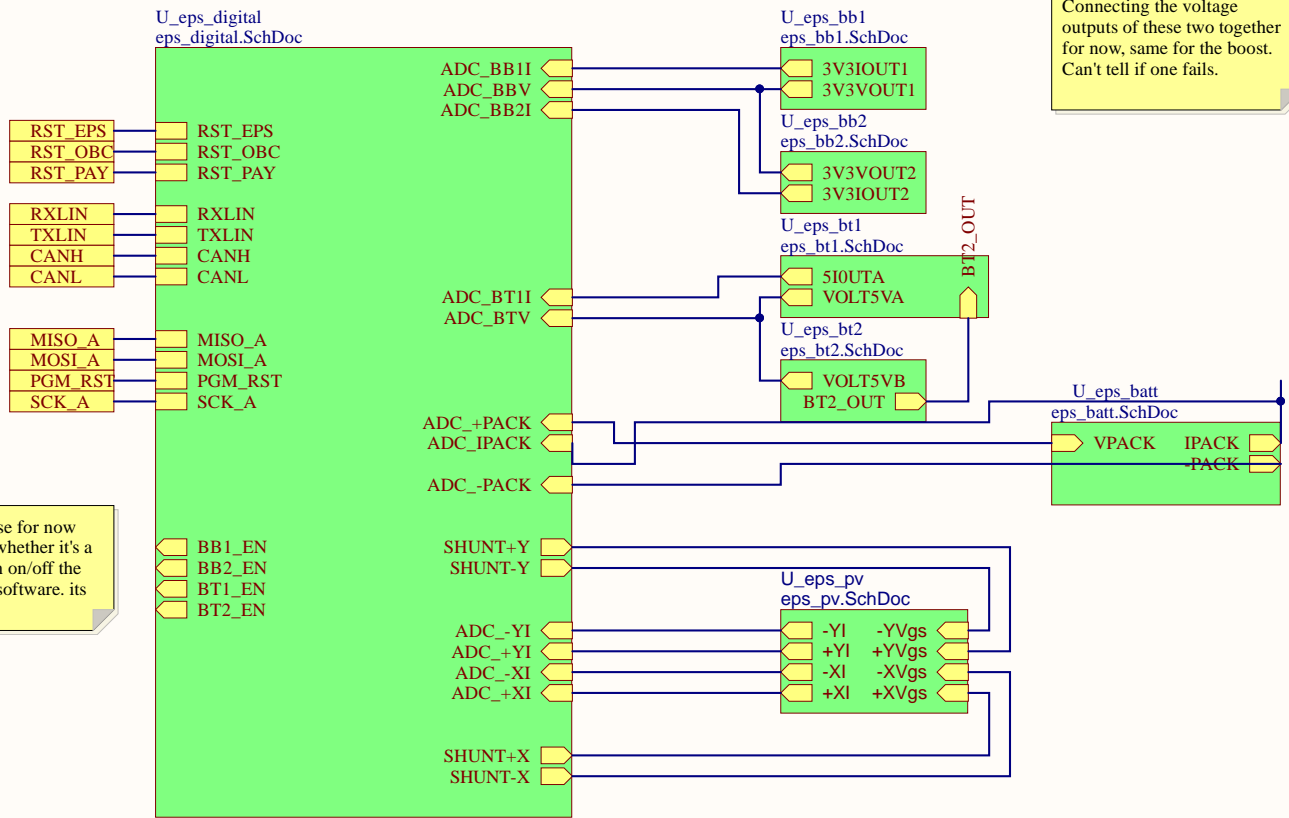 U_eps_digital
eps_digital.SchDoc
RST_EPS
RST_OBC
RST_PAY
RXLIN
TXLIN
CANH
CANL
MISO_A
MOSI_A
PGM_RST
SCK_A
RST_EPS
RST_OBC
RST_PAY
RXLIN
TXLIN
CANH
CANL
MISO_A
MOSI_A
PGM_RST
SCK_A
BB1_EN
BB2_EN
BT1_EN
BT2_EN
ADC_BB1I
ADC_BBV
ADC_BB2I
ADC_BT1I
ADC_BTV
ADC_+PACK
ADC_IPACK
ADC_-PACK
SHUNT+Y
SHUNT-Y
ADC_-YI
ADC_+YI
ADC_-XI
ADC_+XI
SHUNT+X
SHUNT-X
se for now
whether it's a
n on/off the
software. its
U_eps_bb1
eps_bb1.SchDoc
3V3IOUT1
3V3VOUT1
U_eps_bb2
eps_bb2.SchDoc
3V3VOUT2
3V3IOUT2
U_eps_bt1
eps_bt1.SchDoc
5I0UTA
VOLT5VA
BT2_OUT
U_eps_bt2
eps_bt2.SchDoc
VOLT5VB
BT2_OUT
U_eps_batt
eps_batt.SchDoc
VPACK IPACK
-PACK
U_eps_pv
eps_pv.SchDoc
-YI -YVgs
+YI +YVgs
-XI -XVgs
+XI +XVgs
Connecting the voltage
outputs of these two together
for now, same for the boost.
Can't tell if one fails.